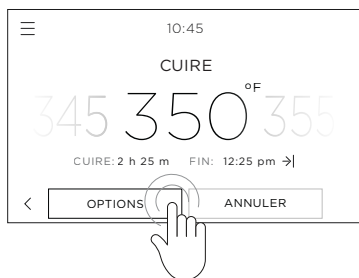 10:45
CUIRE
345 350°F 355
CUIRE: 2 h 25 m FIN: 12:25 pm
OPTIONS ANNULER